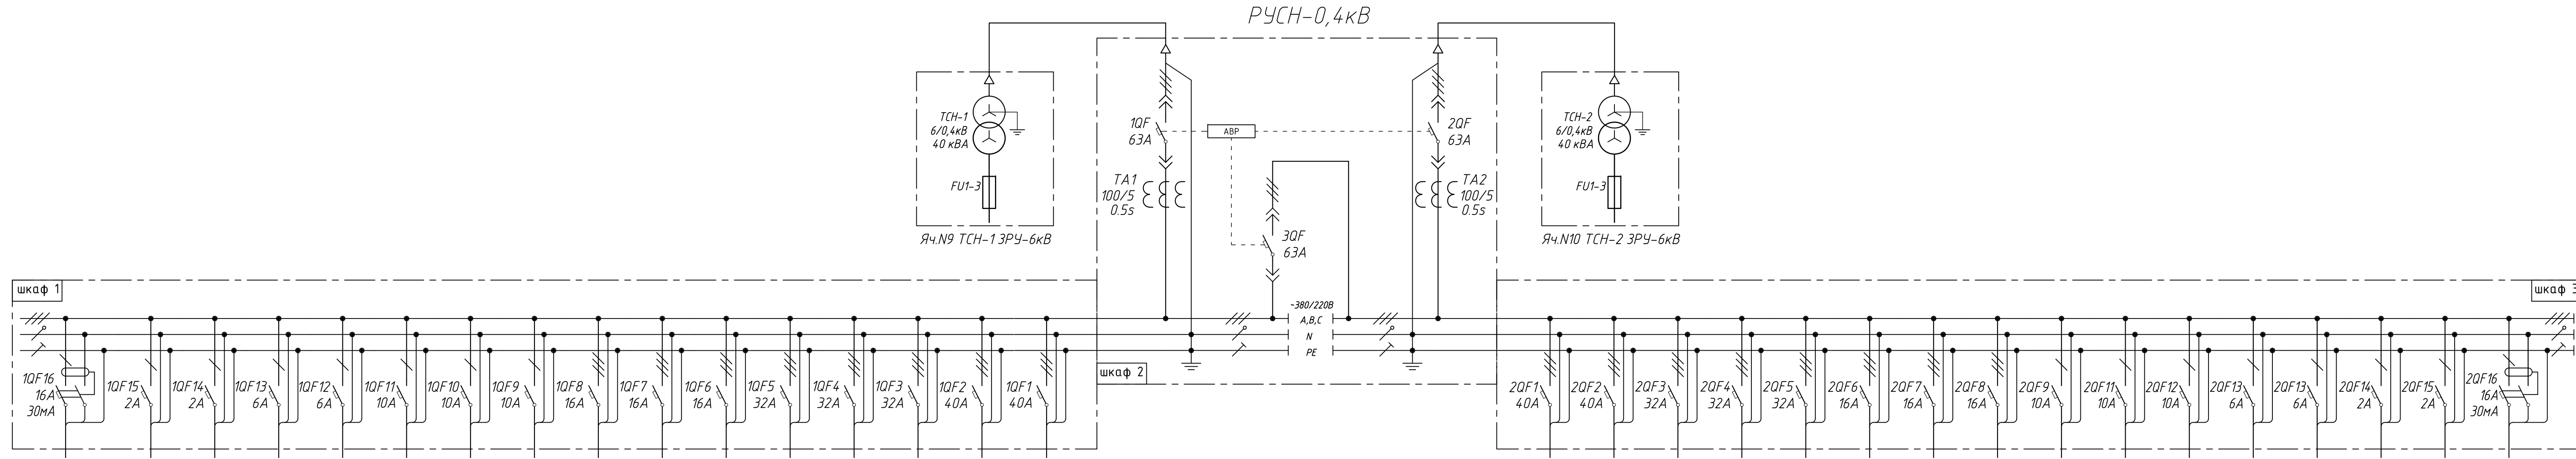 РУСН-0,4кВ
ТСН-1
6/0,4кВ
40 кВА
FU1-3
Яч.N9 ТСН-1 ЗРУ-6кВ
1QF
63А
АВР
2QF
63А
ТА1
100/5
0.5s
ТА2
100/5
0.5s
3QF
63А
ТСН-2
6/0,4кВ
40 кВА
FU1-3
Яч.N10 ТСН-2 ЗРУ-6кВ
шкаф 1
~380/220В
А,В,С
N
РЕ
шкаф 2
шкаф 3
1QF16
16А
30мА
1QF15
2А
1QF14
2А
1QF13
6А
1QF12
6А
1QF11
10А
1QF10
10А
1QF9
10А
1QF8
16А
1QF7
16А
1QF6
16А
1QF5
32А
1QF4
32А
1QF3
32А
1QF2
40А
1QF1
40А
2QF1
40А
2QF2
40А
2QF3
32А
2QF4
32А
2QF5
32А
2QF6
16А
2QF7
16А
2QF8
16А
2QF9
10А
2QF11
10А
2QF12
10А
2QF13
6А
2QF13
6А
2QF14
2А
2QF15
2А
2QF16
16А
30мА